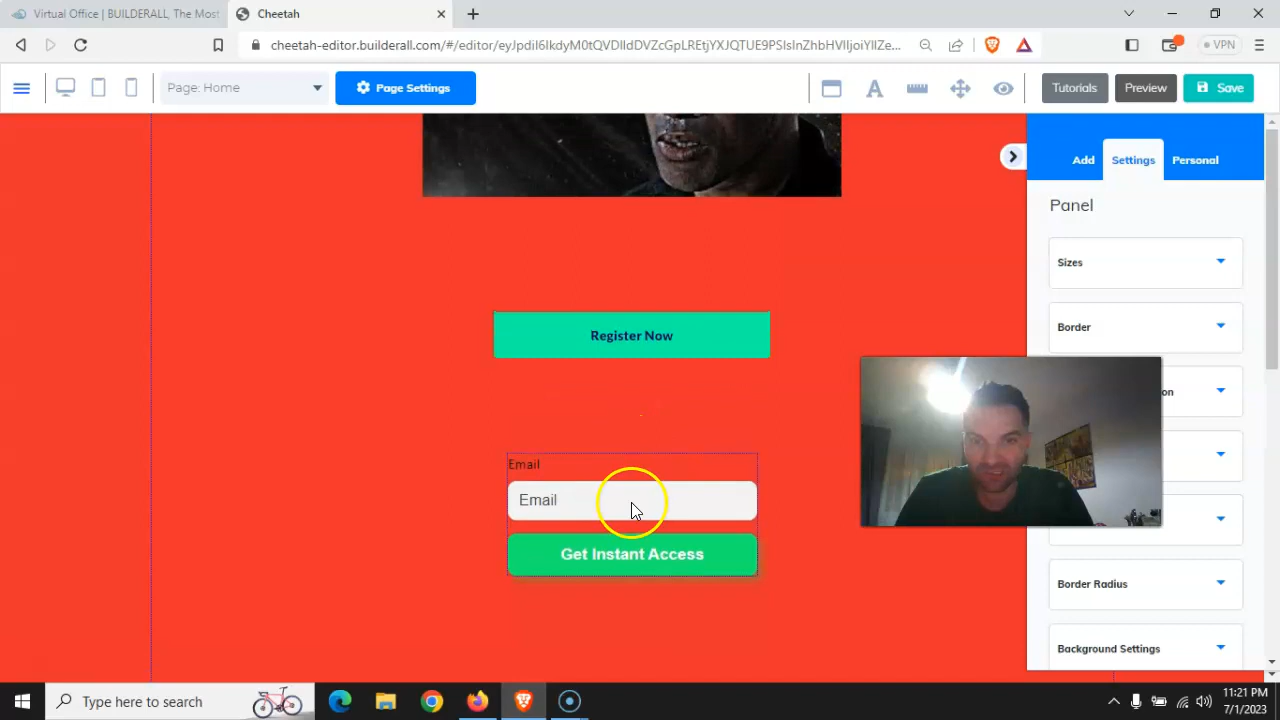 Virtual Office | BUILDERALL, The Most
Cheetah
cheetah-editor.builderall.com/#/editor/
VPN
Page: Home
Page Settings
Tutorials
Preview
Save
Add
Settings
Personal
Panel
Sizes
Border
on
Border Radius
Background Settings
Register Now
Email
Email
Get Instant Access
Type here to search
11:21 PM
7/1/2023